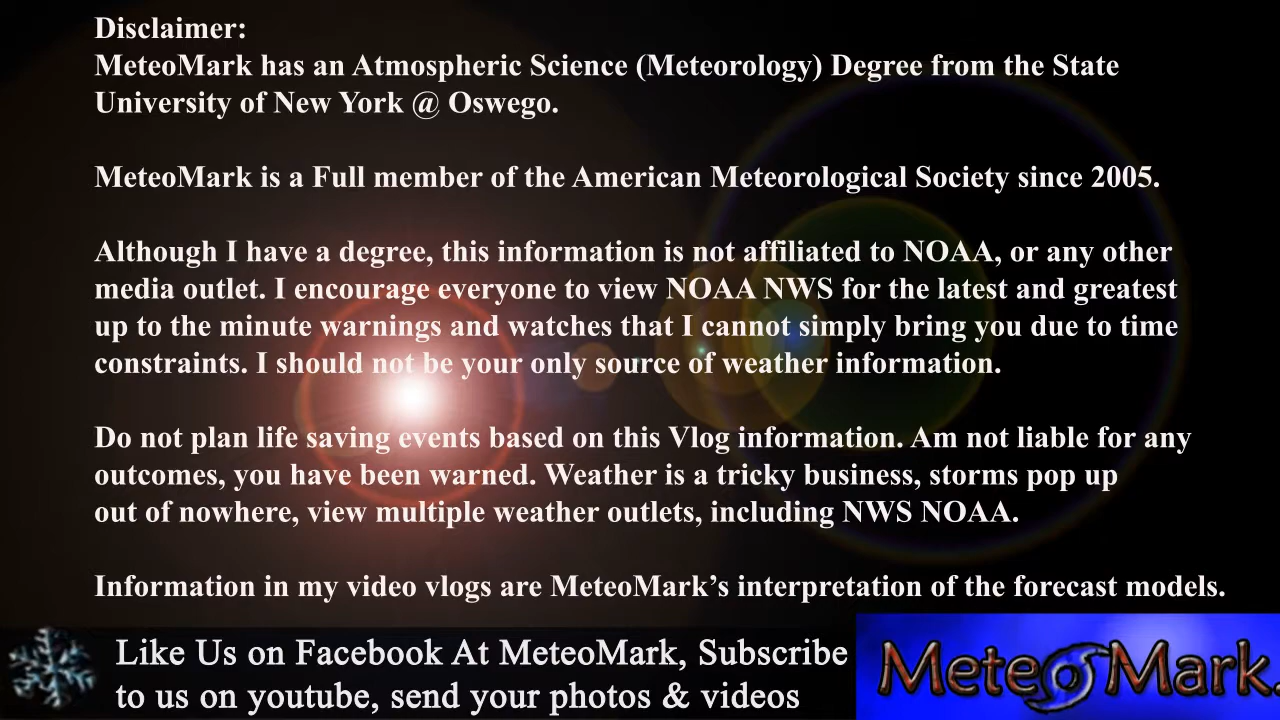 Disclaimer:
MeteoMark has an Atmospheric Science (Meteorology) Degree from the State
University of New York @ Oswego.
MeteoMark is a Full member of the American Meteorological Society since 2005.
Although I have a degree, this information is not affiliated to NOAA, or any other
media outlet. I encourage everyone to view NOAA NWS for the latest and greatest
up to the minute warnings and watches that I cannot simply bring you due to time
constraints. I should not be your only source of weather information.
Do not plan life saving events based on this Vlog information. Am not liable for any
outcomes, you have been warned. Weather is a tricky business, storms pop up
out of nowhere, view multiple weather outlets, including NWS NOAA.
Information in my video vlogs are MeteoMark’s interpretation of the forecast models.
Like Us on Facebook At MeteoMark, Subscribe
to us on youtube, send your photos & videos
MeteoMark.